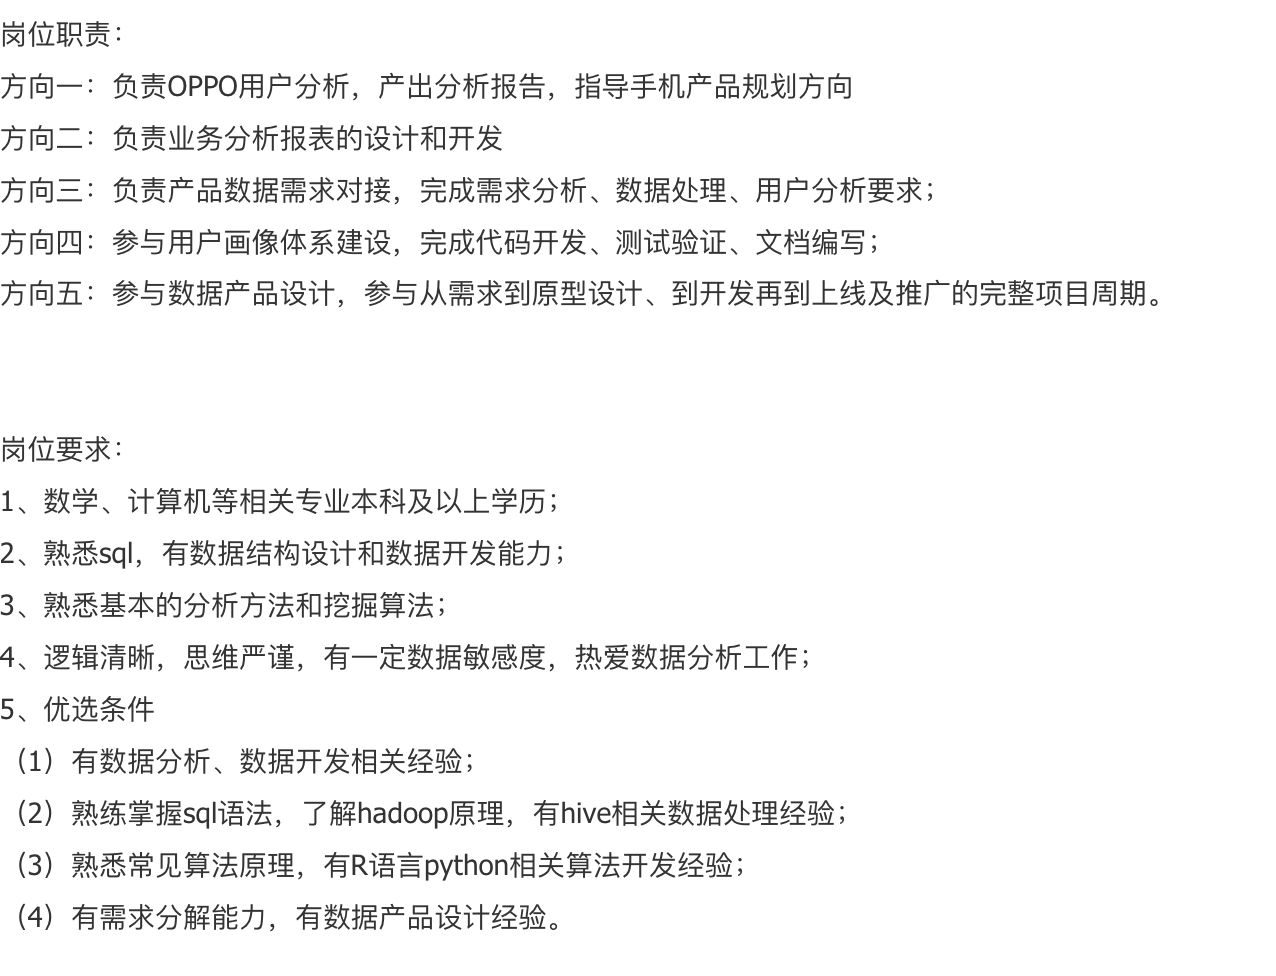 岗位职责：
方向一：负责OPPO用户分析，产出分析报告，指导手机产品规划方向
方向二：负责业务分析报表的设计和开发
方向三：负责产品数据需求对接，完成需求分析、数据处理、用户分析要求；
方向四：参与用户画像体系建设，完成代码开发、测试验证、文档编写；
方向五：参与数据产品设计，参与从需求到原型设计、到开发再到上线及推广的完整项目周期。
岗位要求：
1、数学、计算机等相关专业本科及以上学历；
2、熟悉sql，有数据结构设计和数据开发能力；
3、熟悉基本的分析方法和挖掘算法；
4、逻辑清晰，思维严谨，有一定数据敏感度，热爱数据分析工作；
5、优选条件
（1）有数据分析、数据开发相关经验；
（2）熟练掌握sql语法，了解hadoop原理，有hive相关数据处理经验；
（3）熟悉常见算法原理，有R语言python相关算法开发经验；
（4）有需求分解能力，有数据产品设计经验。